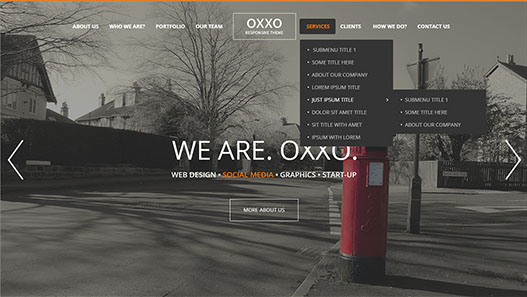 ABOUT US WHO WE ARE? PORTFOLIO OUR TEAM OXXO SERVICES CLIENTS HOW WE DO? CONTACT US
RESPONSIVE THEME
SUBMENU TITLE 1
SOME TITLE HERE
ABOUT OUR COMPANY
LOREM IPSUM TITLE
JUST IPSUM TITLE › • SUBMENU TITLE 1
DOLOR SIT AMET TITLE • SOME TITLE HERE
SIT TITLE WITH AMET • ABOUT OUR COMPANY
IPSUM WITH LOREM
WE ARE. OXXO.
WEB DESIGN • SOCIAL MEDIA • GRAPHICS • START-UP
MORE ABOUT US